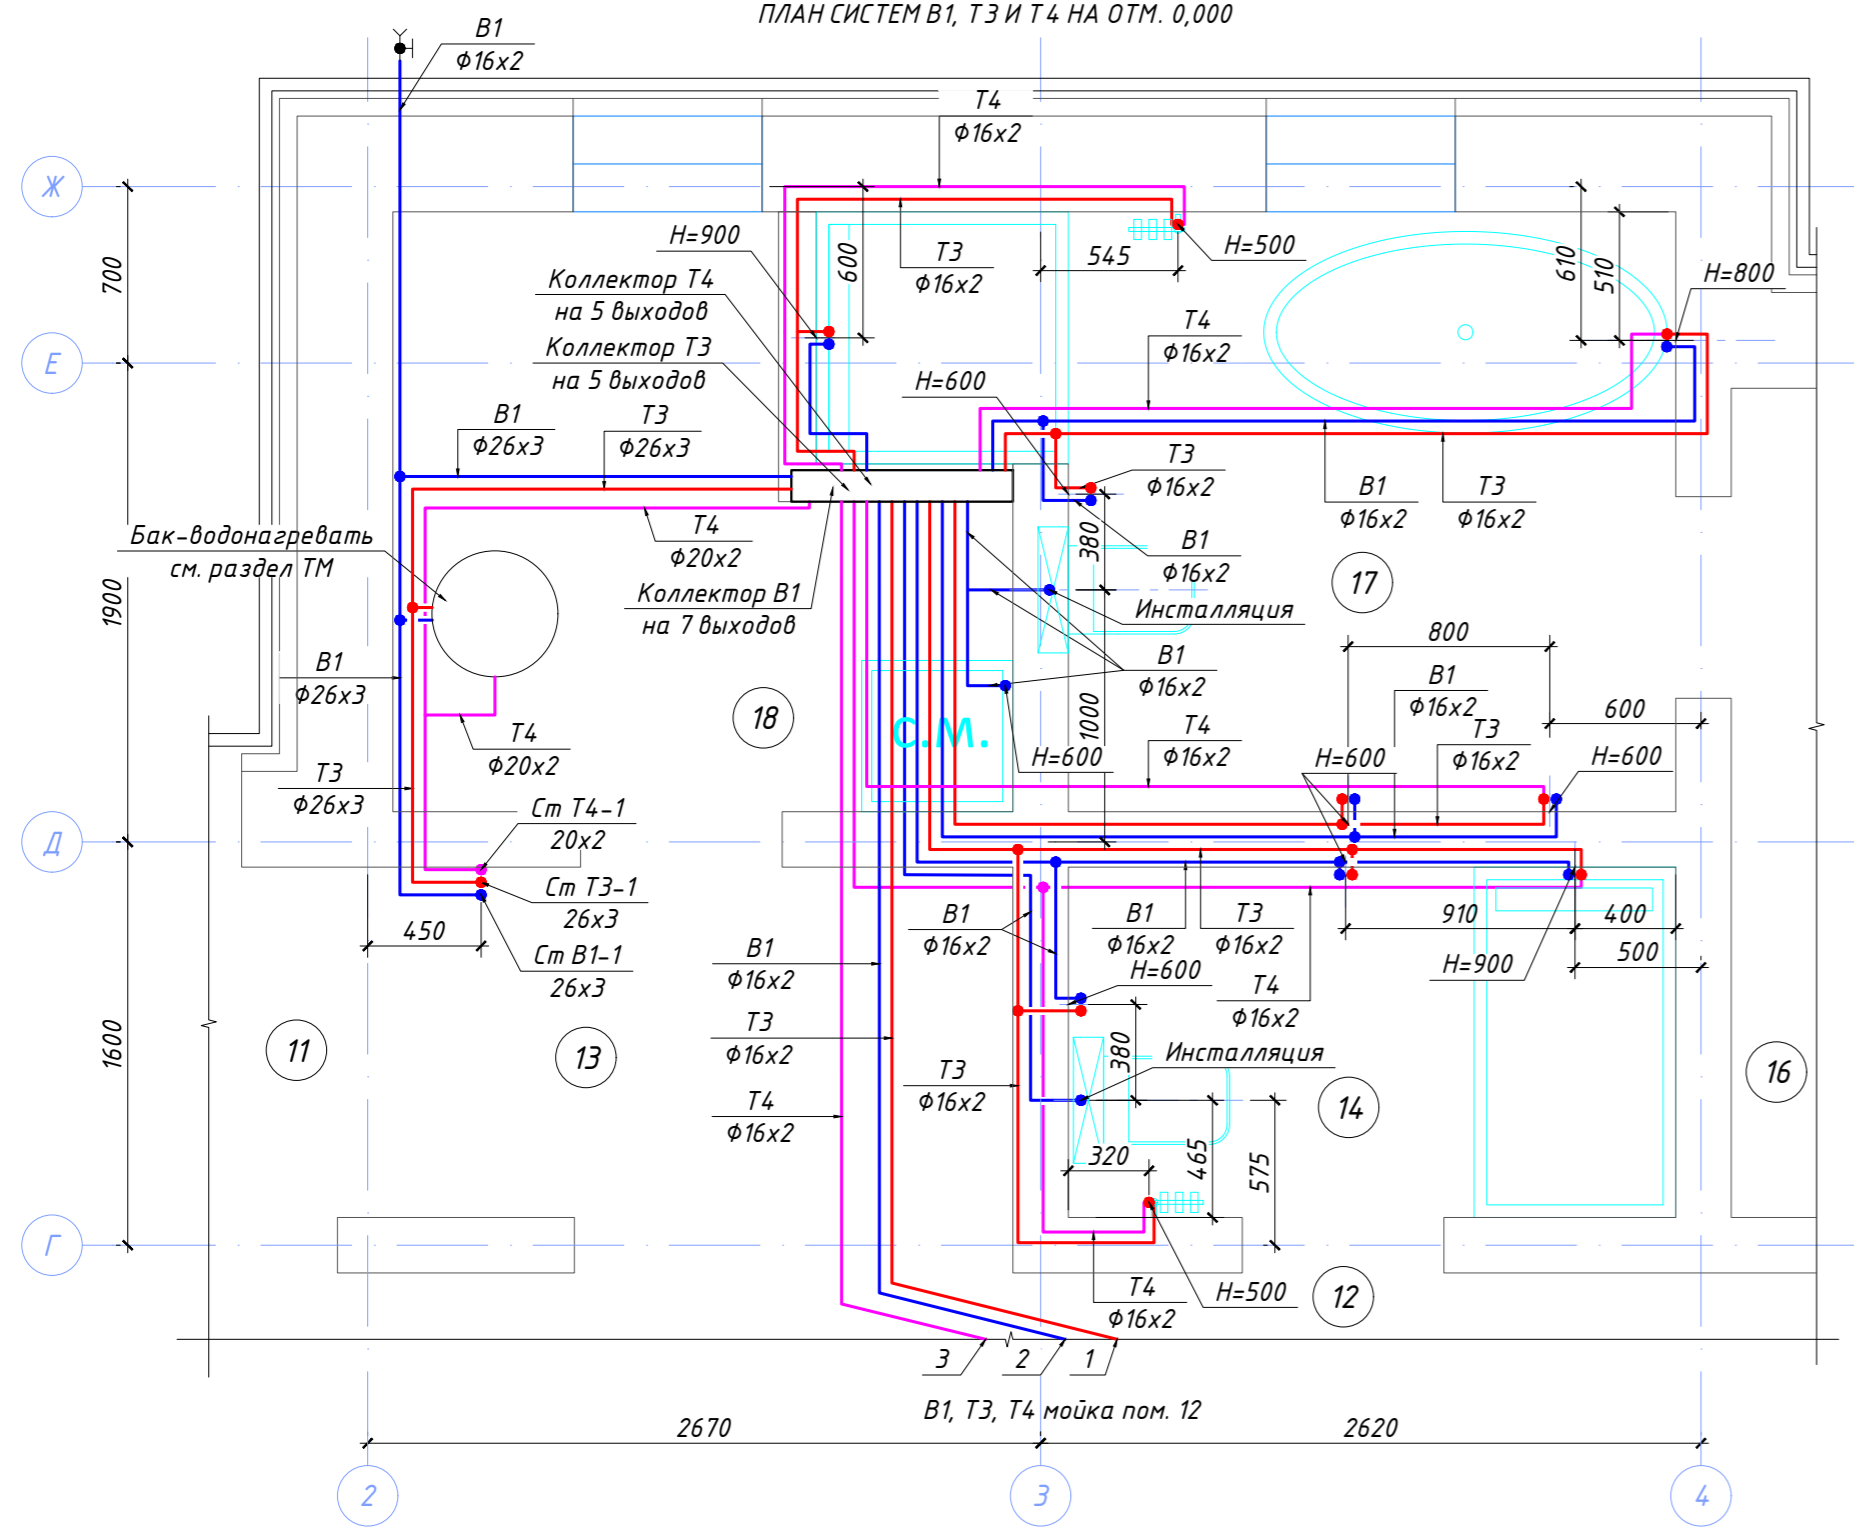 ПЛАН СИСТЕМ В1, Т3 И Т4 НА ОТМ. 0,000
В1
Ф16х2
Т4
Ф16х2
Ж
Н=900
Т3
Ф16х2
600
545
Н=500
610
510
Н=800
700
Коллектор Т4
на 5 выходов
Коллектор Т3
на 5 выходов
Т4
Ф16х2
Е
Н=600
В1
Ф26х3
Т3
Ф26х3
Т3
Ф16х2
В1
Ф16х2
Т3
Ф16х2
Бак-водонагревать
см. раздел ТМ
Т4
Ф20х2
380
В1
Ф16х2
17
1900
Коллектор В1
на 7 выходов
Инсталляция
800
В1
Ф26х3
В1
Ф16х2
В1
Ф16х2
600
18
С.М.
1000
Т4
Ф16х2
Т3
Ф16х2
Т4
Ф20х2
Н=600
Н=600
Н=600
Т3
Ф26х3
Ст Т4-1
20х2
Д
Ст Т3-1
26х3
450
Ст В1-1
26х3
В1
Ф16х2
В1
Ф16х2
Т3
Ф16х2
910
400
500
Н=900
В1
Ф16х2
Н=600
Т4
Ф16х2
1600
11
13
Т3
Ф16х2
380
Инсталляция
16
Т3
Ф16х2
14
Т4
Ф16х2
320
465
575
Г
Т4
Ф16х2
Н=500
12
3
2
1
В1, Т3, Т4 мойка пом. 12
2670
2620
2
3
4